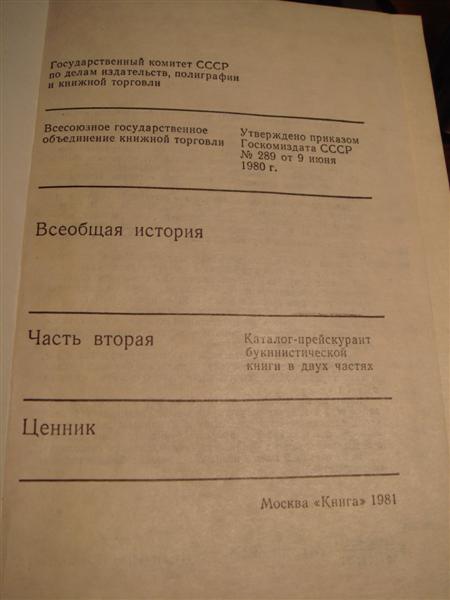 Государственный комитет СССР
по делам издательств, полиграфии
и книжной торговли
Всесоюзное государственное
объединение книжной торговли
Утверждено приказом
Госкомиздата СССР
№ 289 от 9 июня
1980 г.
Всеобщая история
Часть вторая
Каталог-прейскурант
букинистической
книги в двух частях
Ценник
Москва «Книга» 1981